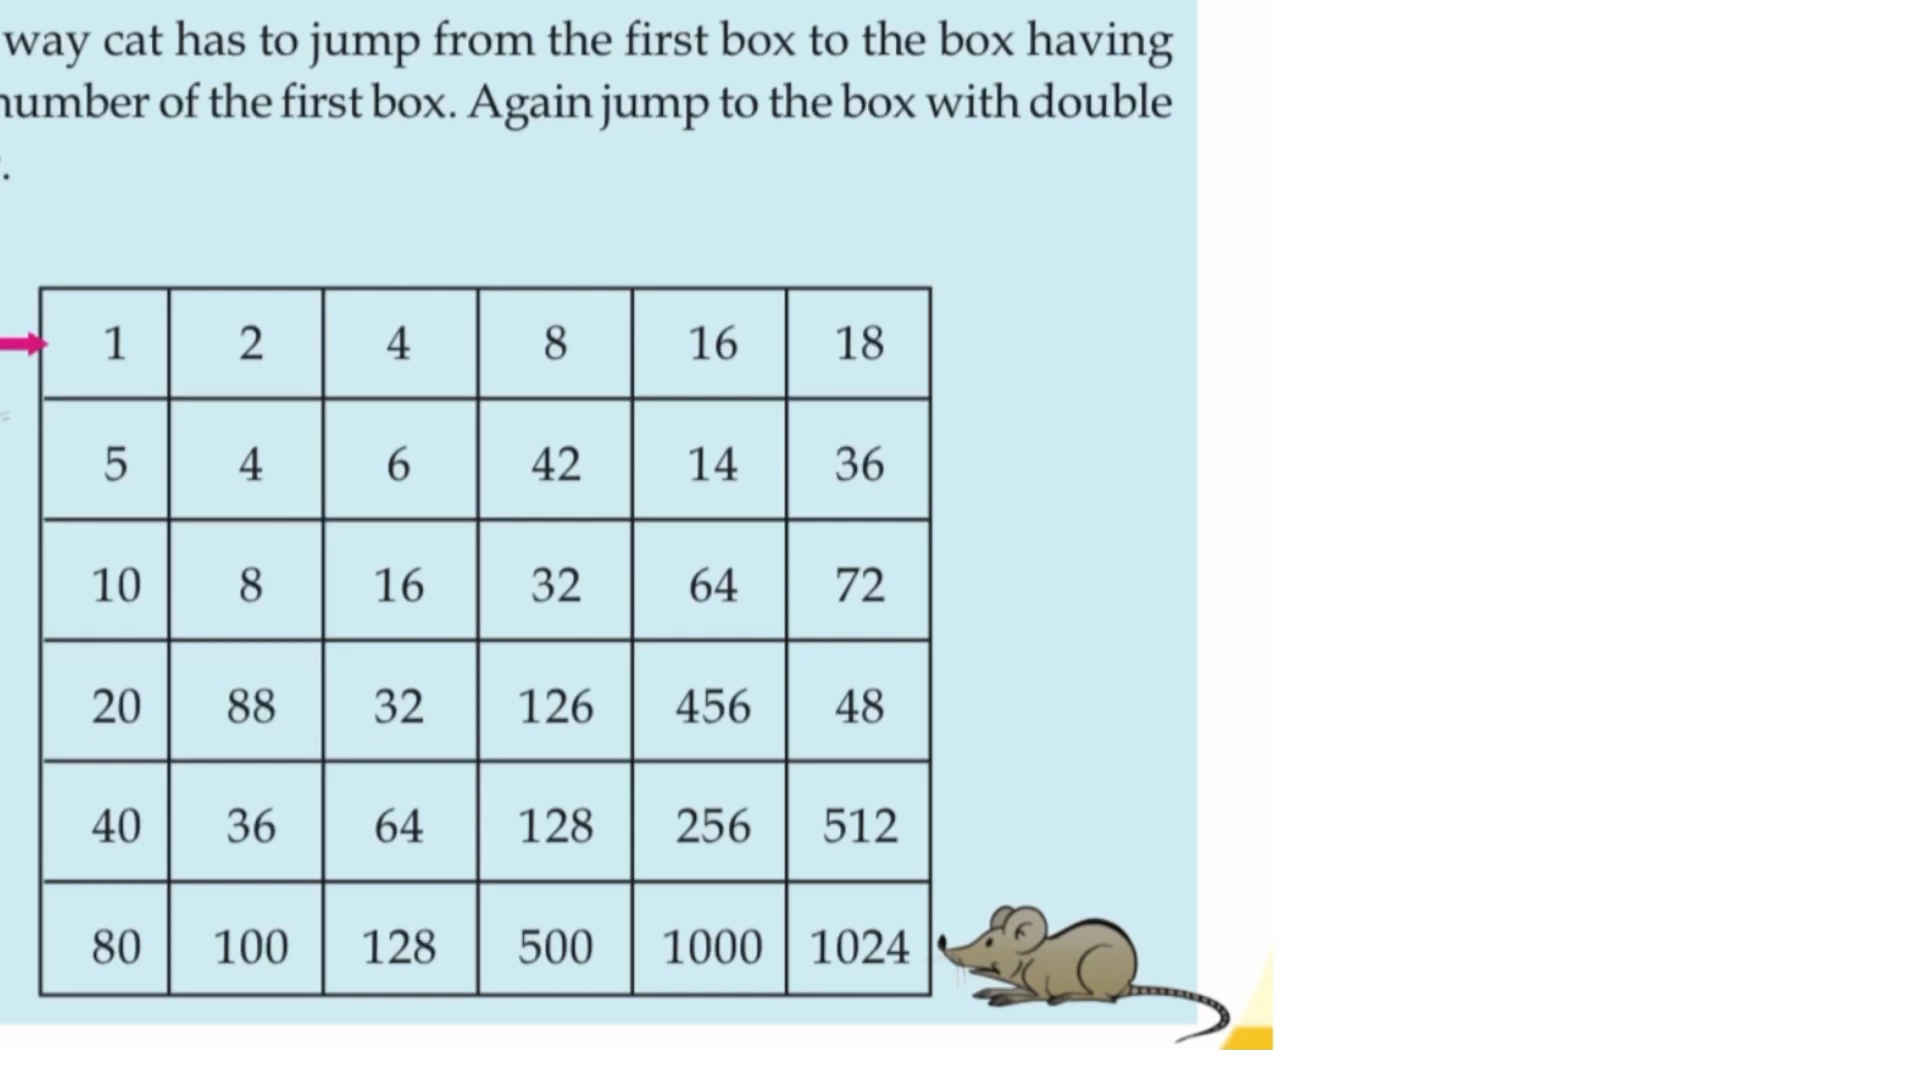 way cat has to jump from the first box to the box having
number of the first box. Again jump to the box with double
.
1 2 4 8 16 18
5 4 6 42 14 36
10 8 16 32 64 72
20 88 32 126 456 48
40 36 64 128 256 512
80 100 128 500 1000 1024